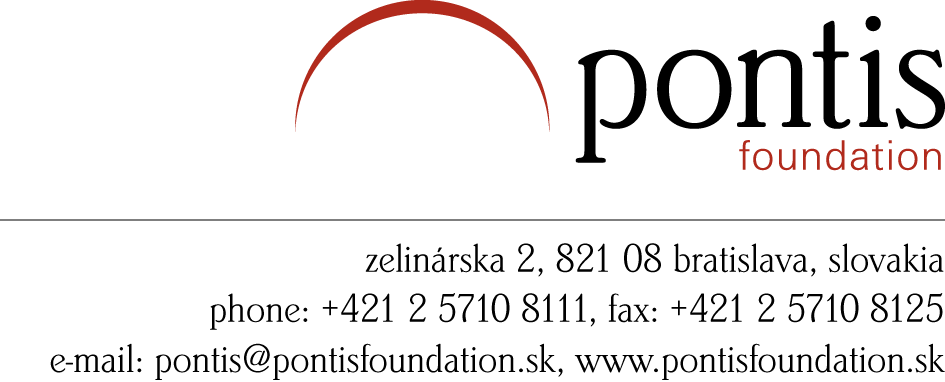 pontis
foundation
zelinárska 2, 821 08 bratislava, slovakia
phone: +421 2 5710 8111, fax: +421 2 5710 8125
e-mail: pontis@pontisfoundation.sk, www.pontisfoundation.sk